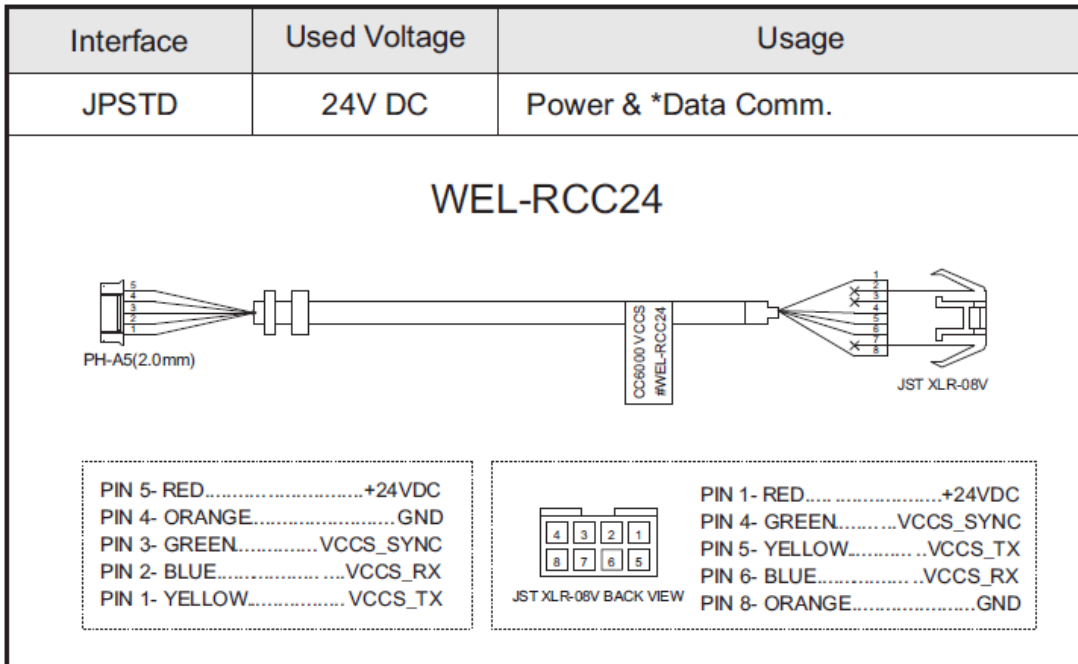 Interface Used Voltage Usage
JPSTD 24V DC Power & *Data Comm.
WEL-RCC24
5
4
3
2
1
PH-A5(2.0mm)
CC6000 VCCS
#WEL-RCC24
1
2
3
4
5
6
7
8
JST XLR-08V
PIN 5- RED..............................+24VDC
PIN 4- ORANGE...........................GND
PIN 3- GREEN...............VCCS_SYNC
PIN 2- BLUE.........................VCCS_RX
PIN 1- YELLOW.................. VCCS_TX
4 3 2 1
8 7 6 5
JST XLR-08V BACK VIEW
PIN 1- RED..........................+24VDC
PIN 4- GREEN..........VCCS_SYNC
PIN 5- YELLOW..............VCCS_TX
PIN 6- BLUE....................VCCS_RX
PIN 8- ORANGE.......................GND